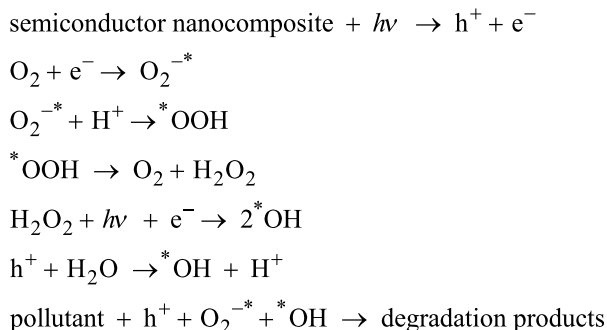 semiconductor nanocomposite + hν → h⁺ + e⁻
O₂ + e⁻ → O₂⁻*
O₂⁻* + H⁺ → *OOH
*OOH → O₂ + H₂O₂
H₂O₂ + hν + e⁻ → 2*OH
h⁺ + H₂O → *OH + H⁺
pollutant + h⁺ + O₂⁻* + *OH → degradation products